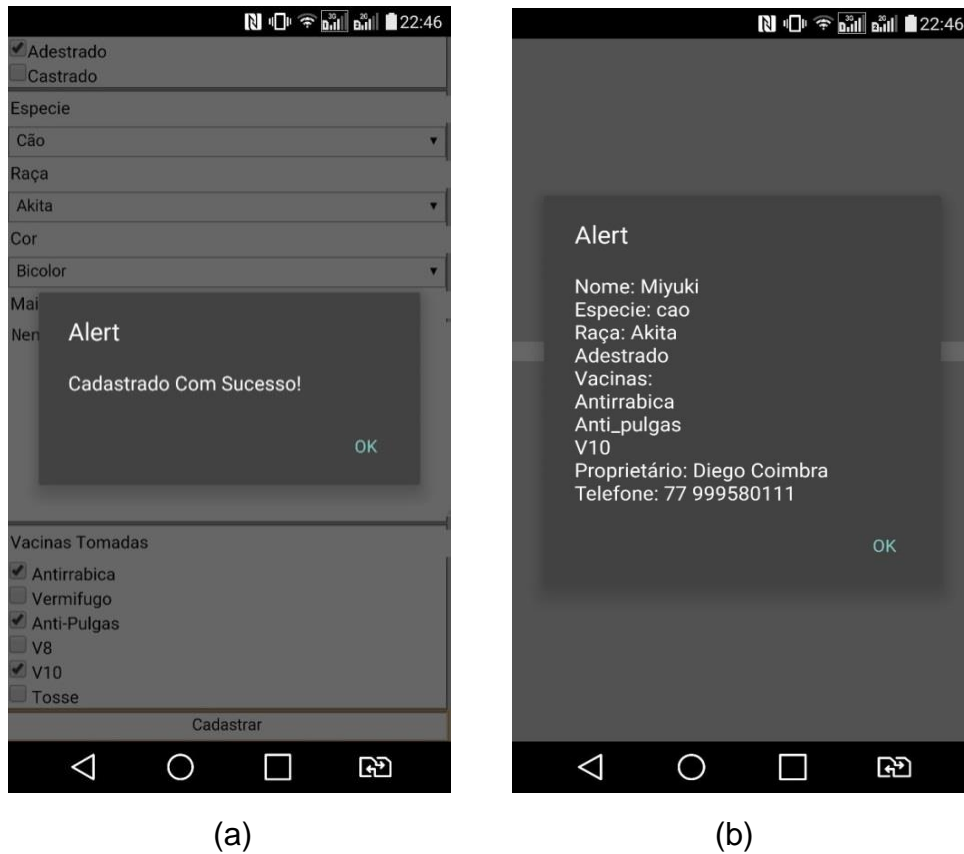 22:46
Adestrado
Castrado
Especie
Cão
Raça
Akita
Cor
Bicolor
Mai
Nen
Alert
Cadastrado Com Sucesso!
OK
Vacinas Tomadas
Antirrabica
Vermifugo
Anti-Pulgas
V8
V10
Tosse
Cadastrar
(a)
22:46
Alert
Nome: Miyuki
Especie: cao
Raça: Akita
Adestrado
Vacinas:
Antirrabica
Anti_pulgas
V10
Proprietário: Diego Coimbra
Telefone: 77 999580111
OK
(b)